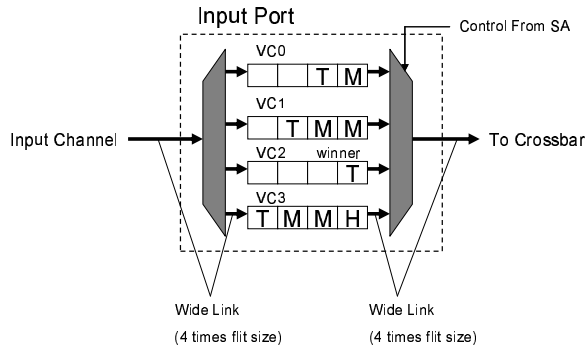 Input Port
Control From SA
VC0
T M
VC1
T M M
Input Channel
To Crossbar
VC2 winner
T
VC3
T M M H
Wide Link
(4 times flit size)
Wide Link
(4 times flit size)